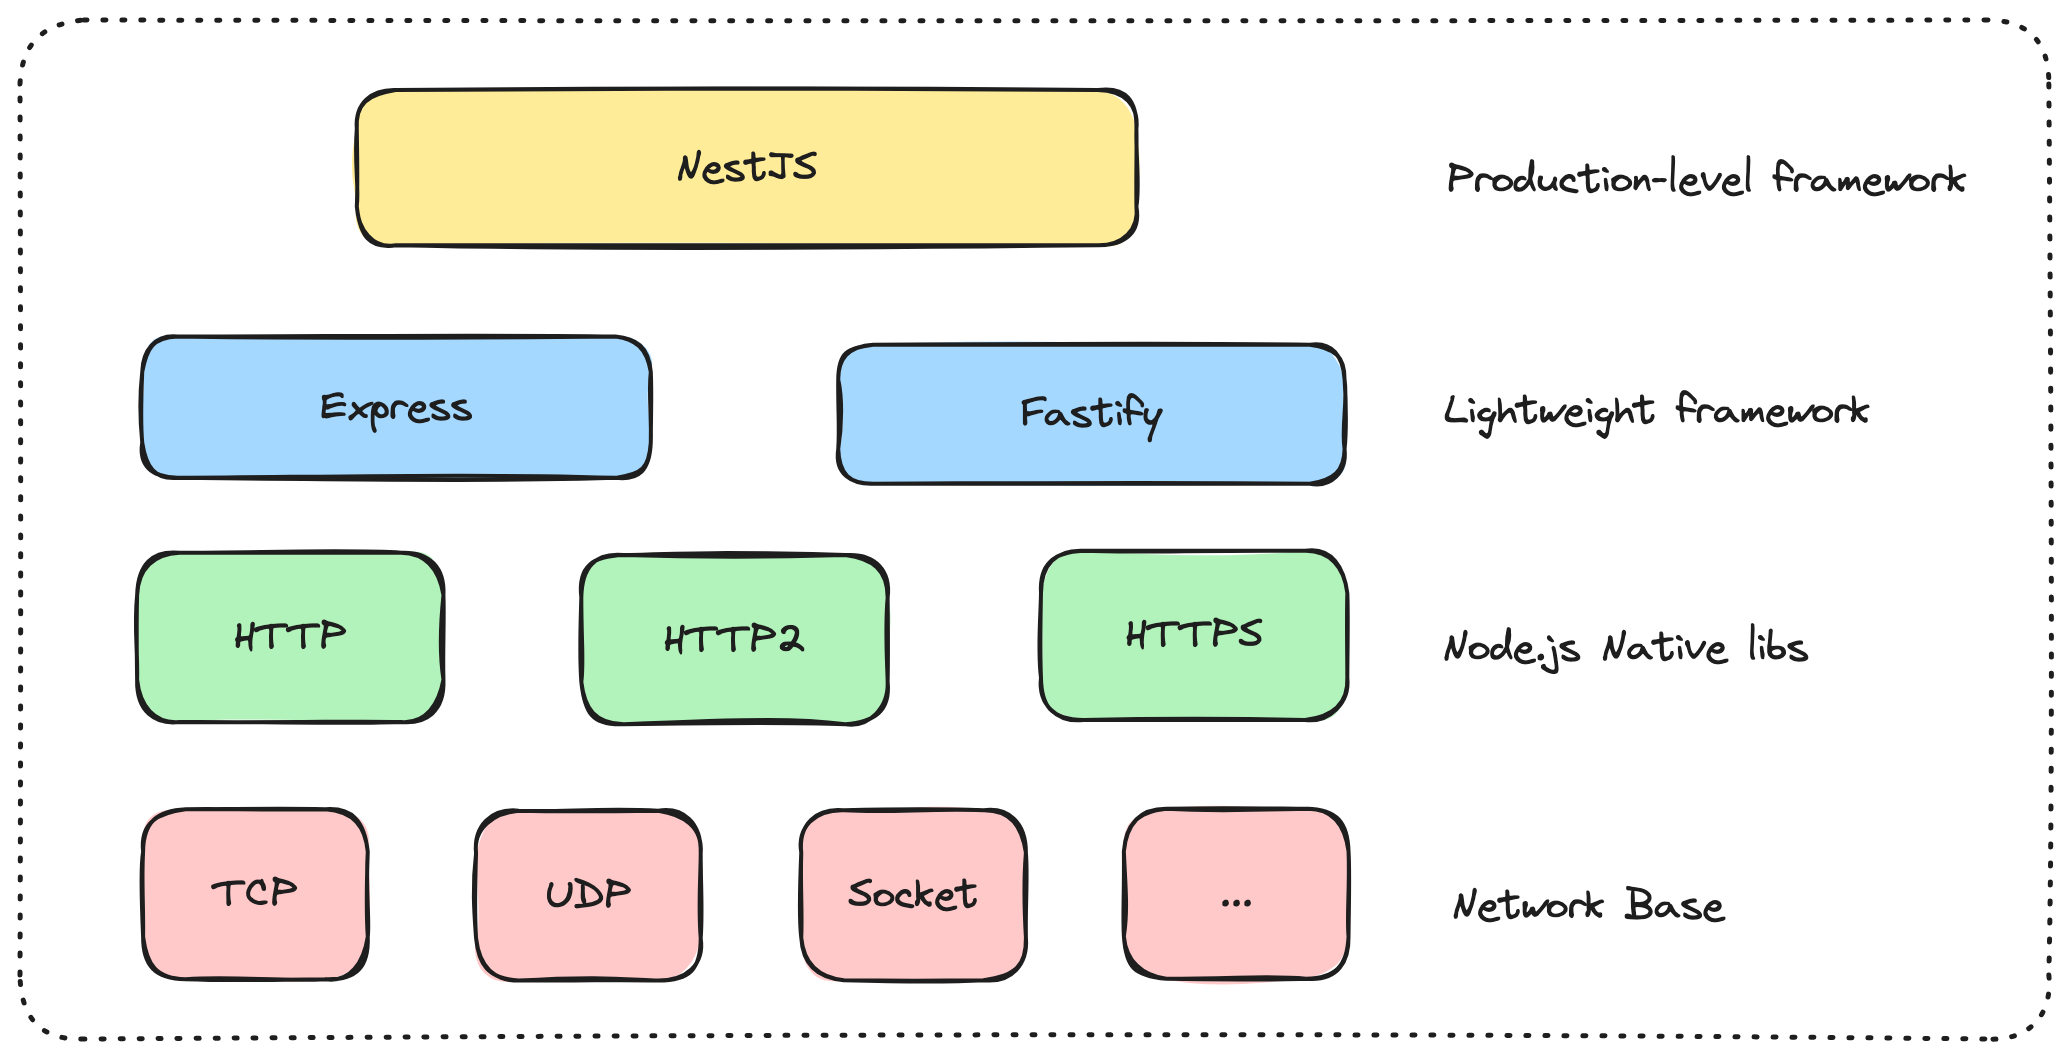 NestJS
Production-level framework
Express
Fastify
Lightweight framework
HTTP
HTTP2
HTTPS
Node.js Native libs
TCP
UDP
Socket
...
Network Base